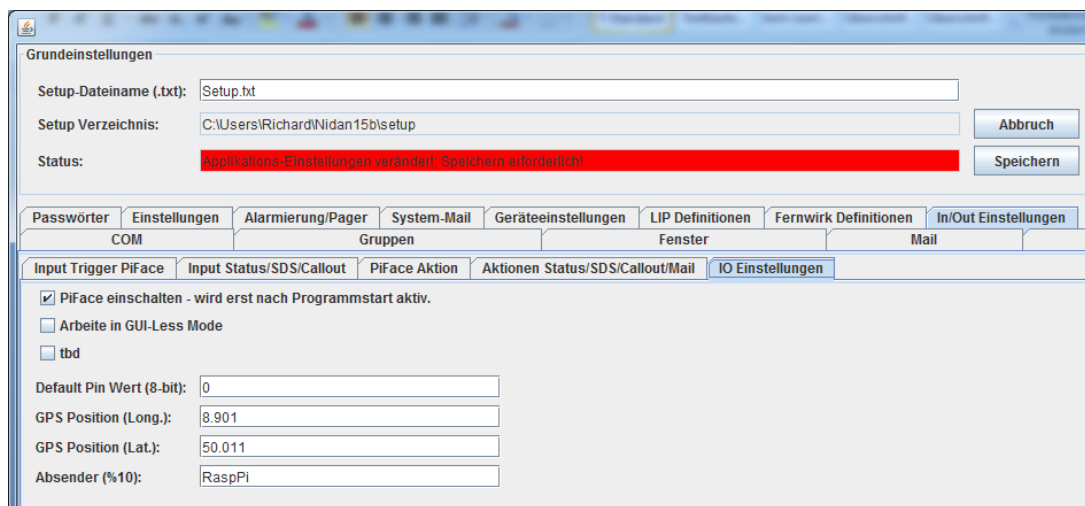 Grundeinstellungen
Setup-Dateiname (.txt): Setup.txt
Setup Verzeichnis: C:\Users\Richard\Nidan15b\setup Abbruch
Status: Applikations-Einstellungen verändert; Speichern erforderlich! Speichern
Passwörter Einstellungen Alarmierung/Pager System-Mail Geräteeinstellungen LIP Definitionen Fernwirk Definitionen In/Out Einstellungen
COM Gruppen Fenster Mail
Input Trigger PiFace Input Status/SDS/Callout PiFace Aktion Aktionen Status/SDS/Callout/Mail IO Einstellungen
PiFace einschalten - wird erst nach Programmstart aktiv.
Arbeite in GUI-Less Mode
tbd
Default Pin Wert (8-bit): 0
GPS Position (Long.): 8.901
GPS Position (Lat.): 50.011
Absender (%10): RaspPi